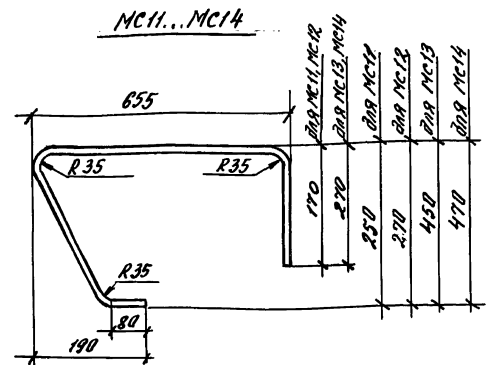 МС11...МС14
655
R35
R35
R35
80
190
для МС11, МС12
для МС13, МС14
для МС11
для МС12
для МС13
для МС14
170
270
250
270
450
470